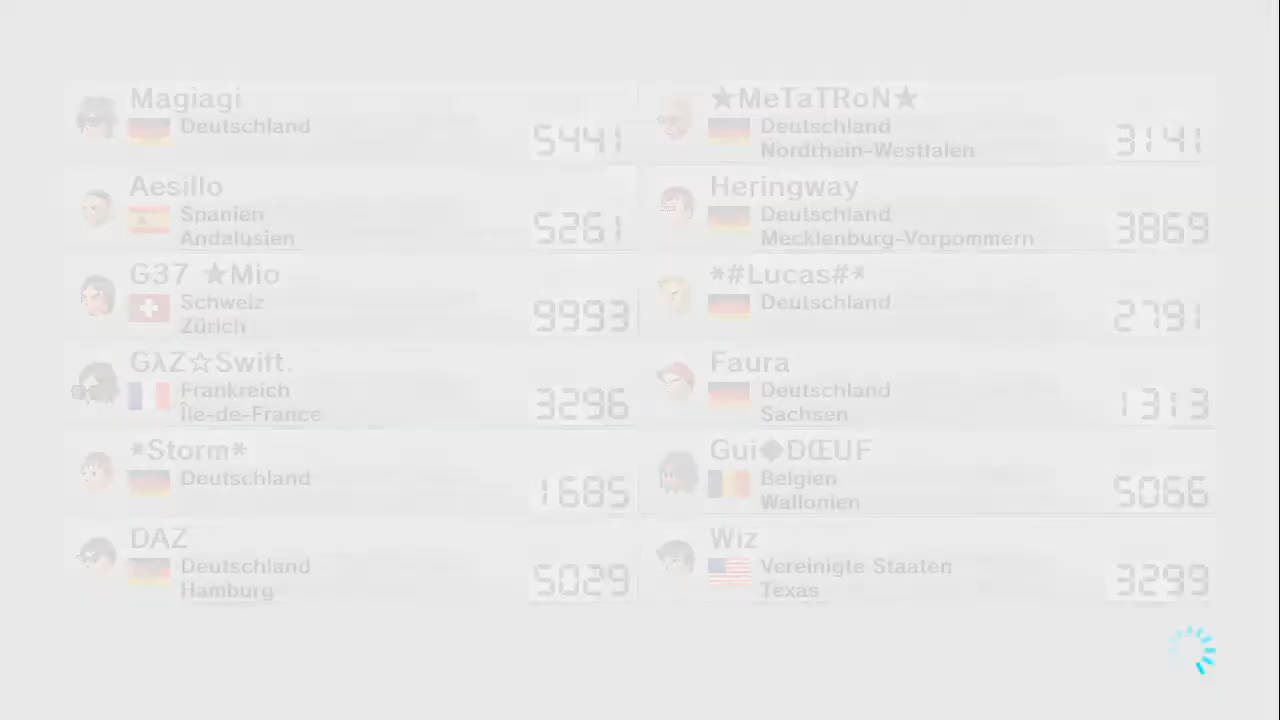 Magiagi
Deutschland
5441
Aesillo
Spanien
Andalusien
5261
G37 ★Mio
Schweiz
Zürich
9993
GλZ☆Swift.
Frankreich
Île-de-France
3296
*Storm*
Deutschland
1685
DAZ
Deutschland
Hamburg
5029
★MeTaTRoN★
Deutschland
Nordrhein-Westfalen
3141
Heringway
Deutschland
Mecklenburg-Vorpommern
3869
*#Lucas#*
Deutschland
2791
Faura
Deutschland
Sachsen
1313
Gui◆DŒUF
Belgien
Wallonien
5066
Wiz
Vereinigte Staaten
Texas
3299